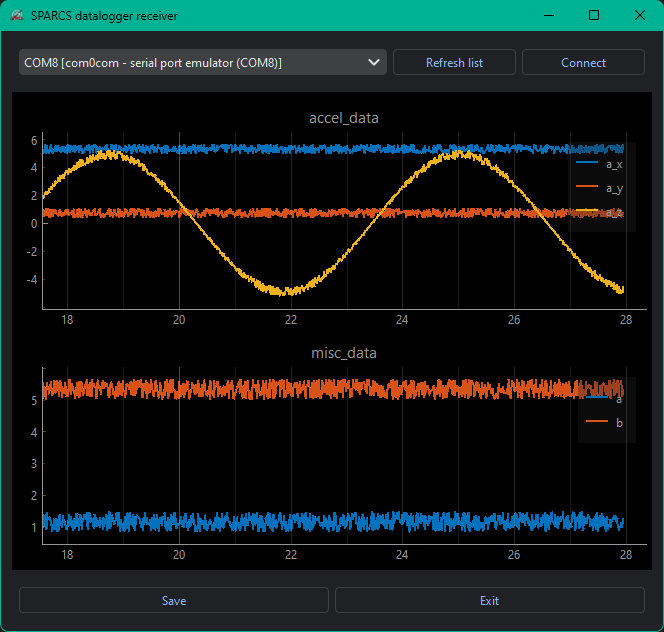 SPARCS datalogger receiver
COM8 [com0com - serial port emulator (COM8)]
Refresh list
Connect
accel_data
6
4
2
0
-2
-4
a_x
a_y
a_z
18
20
22
24
26
28
misc_data
5
4
3
2
1
a
b
18
20
22
24
26
28
Save
Exit